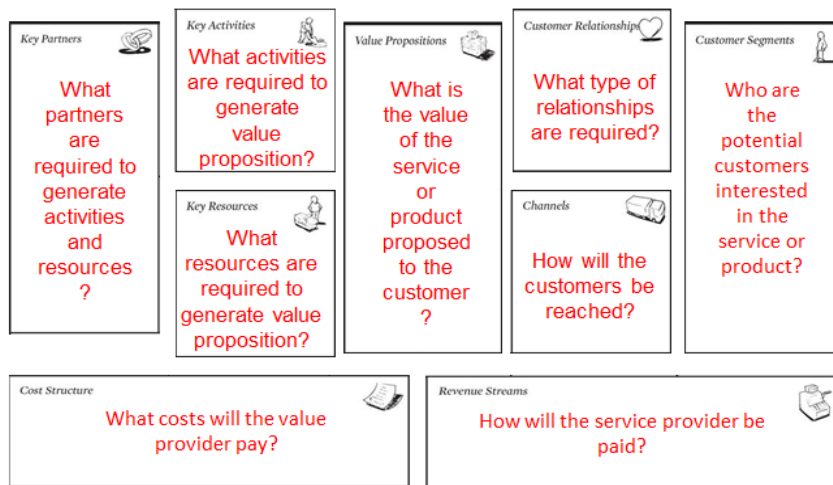 Key Partners
What
partners
are
required to
generate
activities
and
resources
?
Key Activities
What activities
are required to
generate
value
proposition?
Key Resources
What
resources are
required to
generate value
proposition?
Value Propositions
What is
the value
of the
service
or
product
proposed
to the
customer
?
Customer Relationships
What type of
relationships
are required?
Channels
How will the
customers be
reached?
Customer Segments
Who are
the
potential
customers
interested
in the
service or
product?
Cost Structure
What costs will the value
provider pay?
Revenue Streams
How will the service provider be
paid?